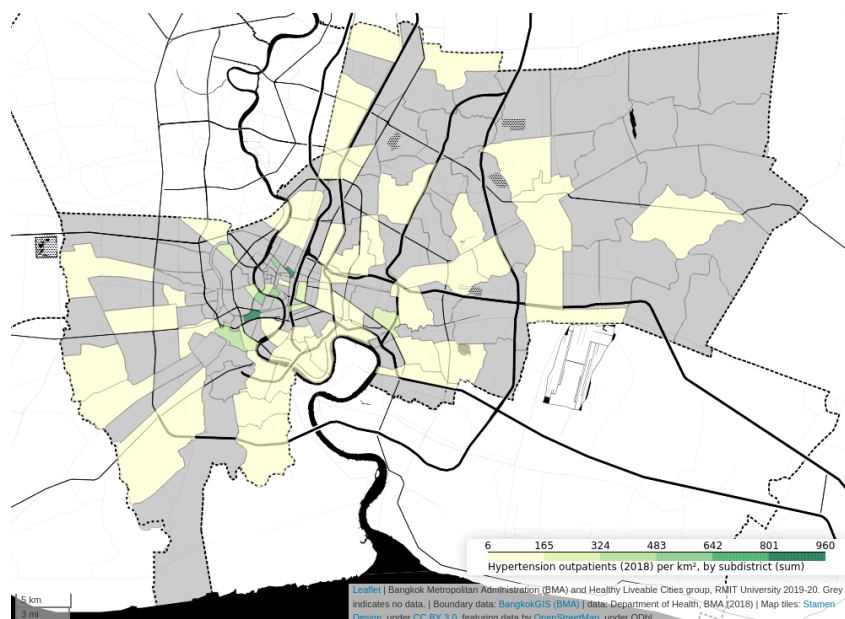 6 165 324 483 642 801 960
Hypertension outpatients (2018) per km², by subdistrict (sum)
5 km
3 mi
Leaflet | Bangkok Metropolitan Administration (BMA) and Healthy Liveable Cities group, RMIT University 2019-20. Grey
indicates no data. | Boundary data: BangkokGIS (BMA) | data: Department of Health, BMA (2018) | Map tiles: Stamen
Design, under CC BY 3.0, featuring data by OpenStreetMap, under ODbL